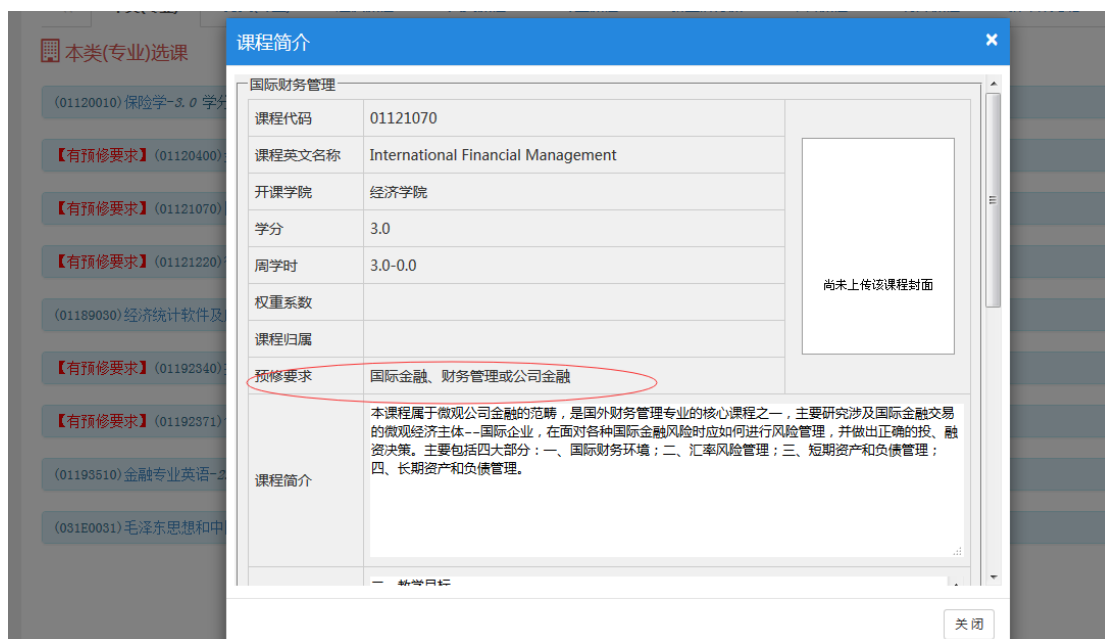 本类(专业)选课
课程简介
×
(01120010)保险学-3.0 学分
【有预修要求】(01120400)
【有预修要求】(01121070)
【有预修要求】(01121220)
(01189030)经济统计软件及
【有预修要求】(01192340)
【有预修要求】(01192371)
(01193510)金融专业英语-2
(031E0031)毛泽东思想和中
国际财务管理
课程代码 01121070
课程英文名称 International Financial Management
开课学院 经济学院
学分 3.0
周学时 3.0-0.0
权重系数
课程归属
预修要求 国际金融、财务管理或公司金融
尚未上传该课程封面
课程简介
本课程属于微观公司金融的范畴，是国外财务管理专业的核心课程之一，主要研究涉及国际金融交易
的微观经济主体--国际企业，在面对各种国际金融风险时应如何进行风险管理，并做出正确的投、融
资决策。主要包括四大部分：一、国际财务环境；二、汇率风险管理；三、短期资产和负债管理；
四、长期资产和负债管理。
二、教学目标
关闭